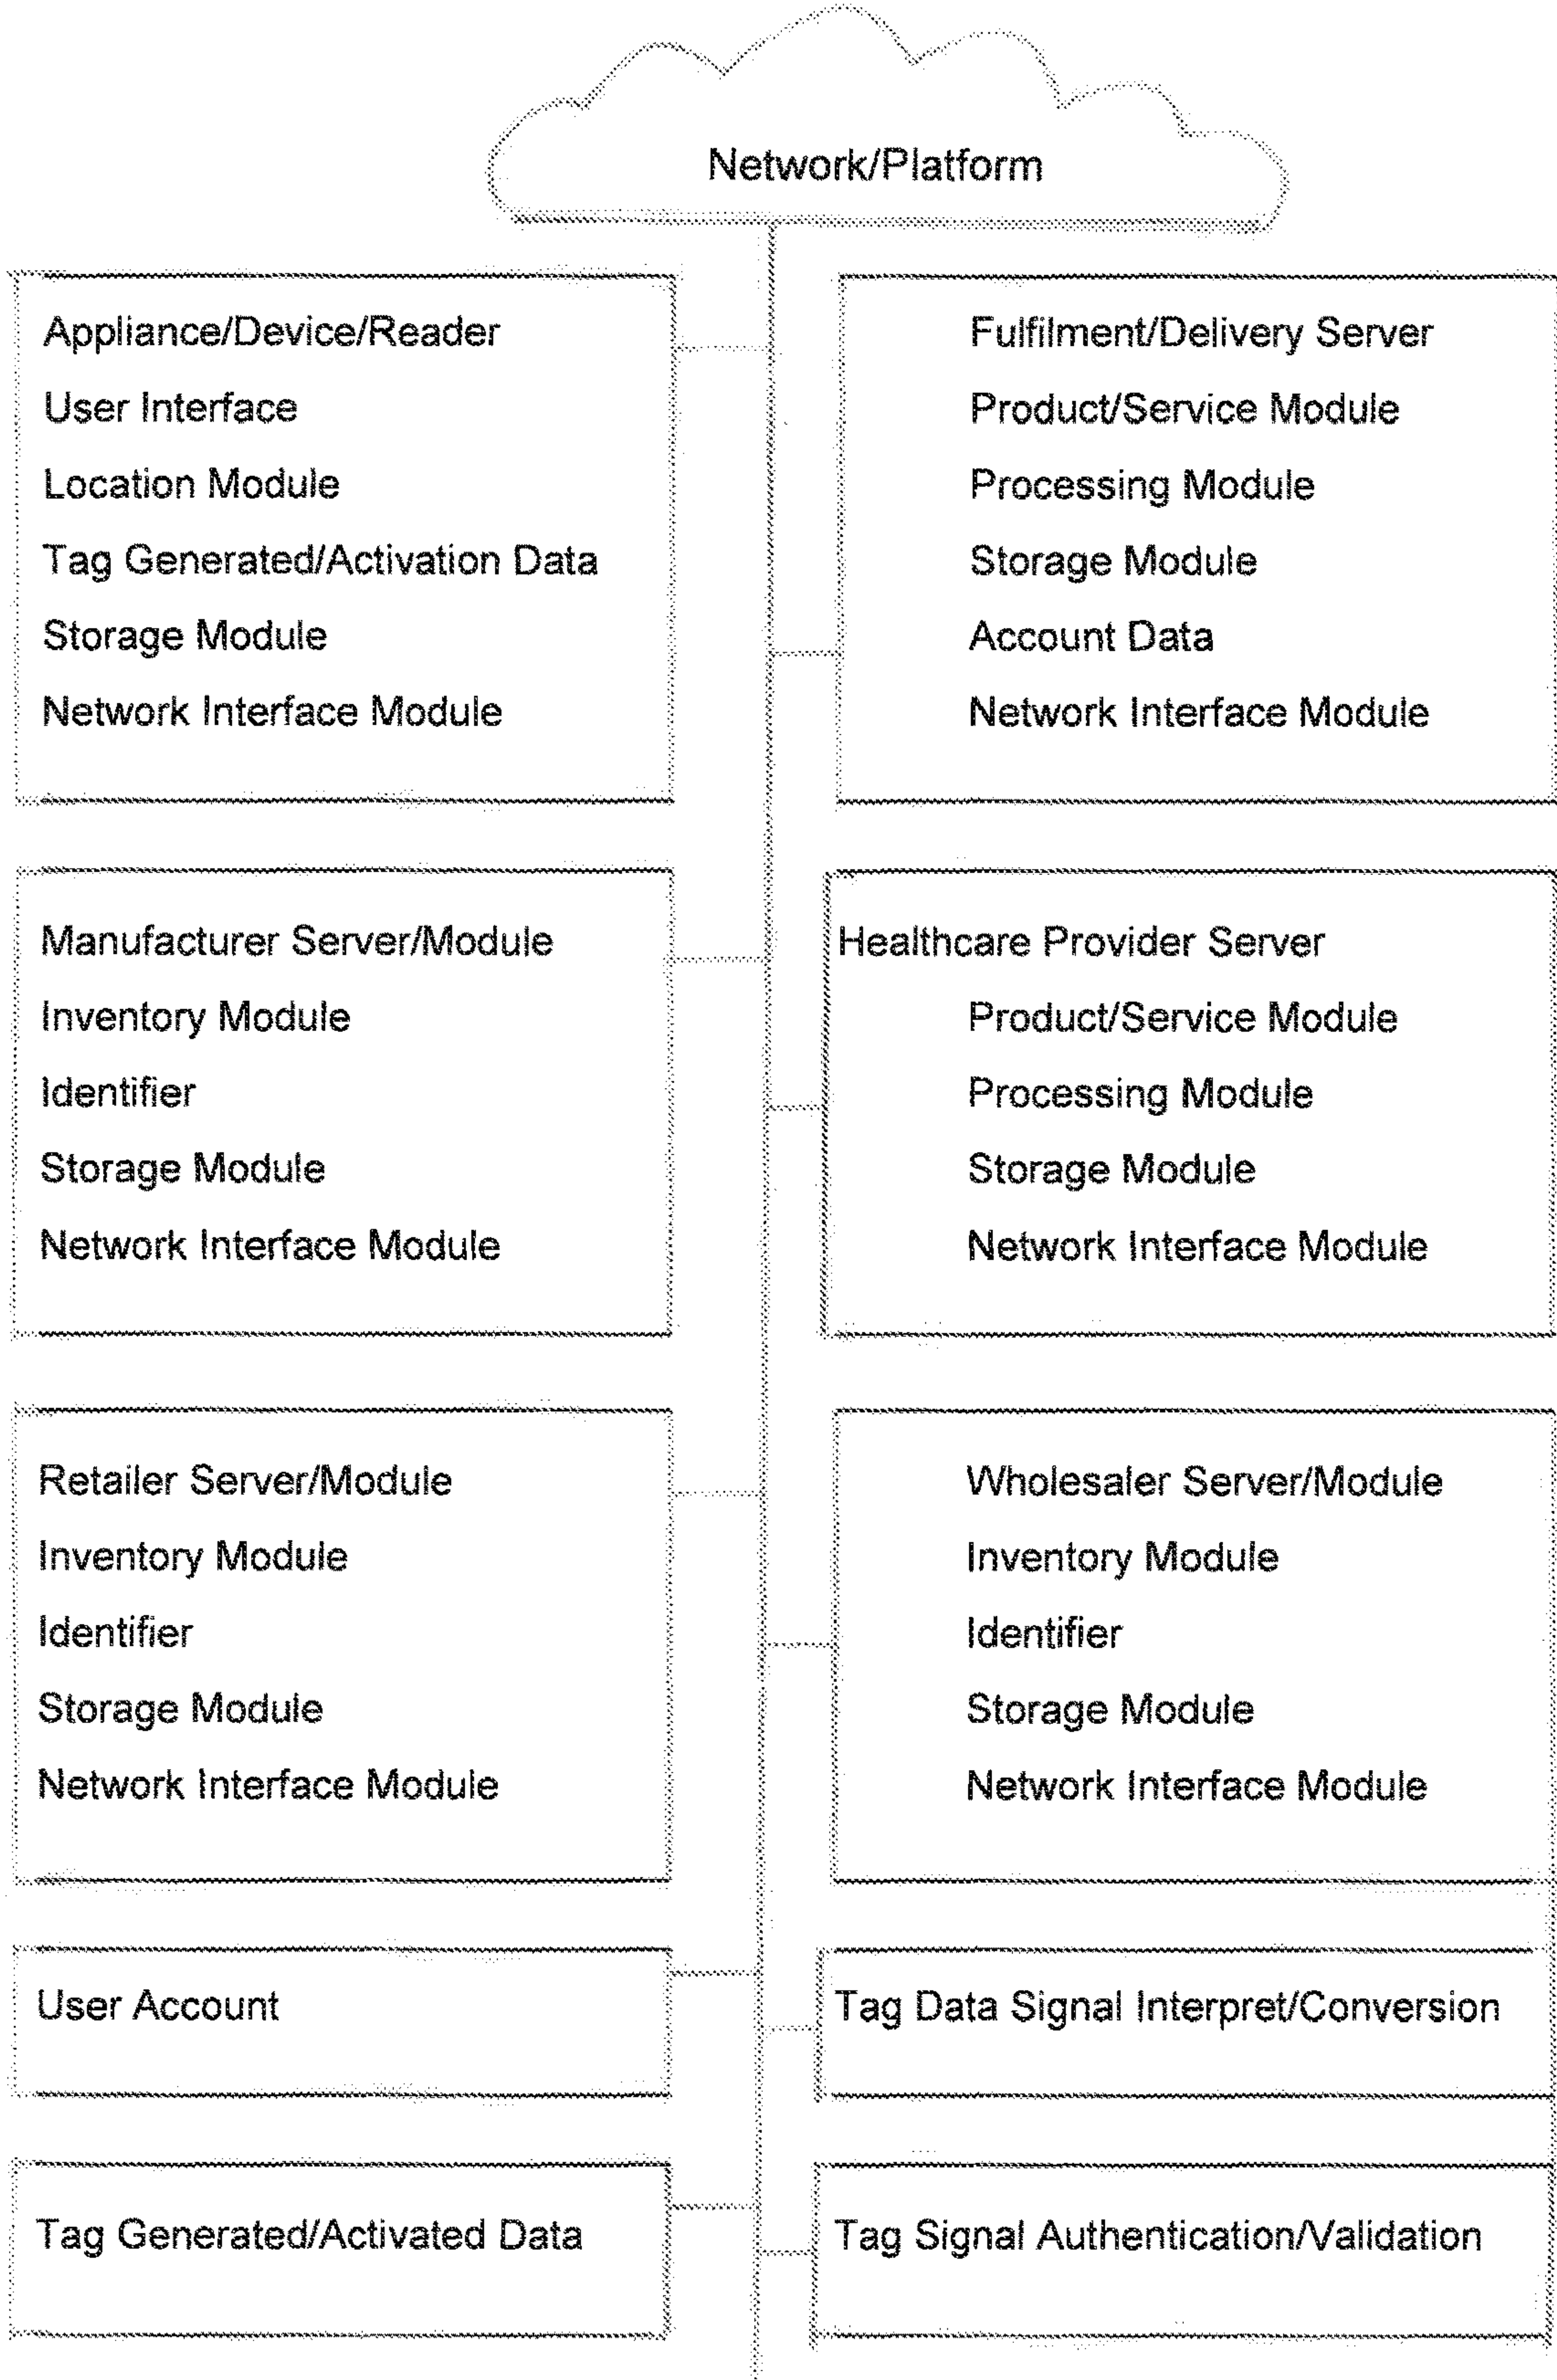 Network/Platform
Appliance/Device/Reader
User Interface
Location Module
Tag Generated/Activation Data
Storage Module
Network Interface Module
Fulfilment/Delivery Server
Product/Service Module
Processing Module
Storage Module
Account Data
Network Interface Module
Manufacturer Server/Module
Inventory Module
Identifier
Storage Module
Network Interface Module
Healthcare Provider Server
Product/Service Module
Processing Module
Storage Module
Network Interface Module
Retailer Server/Module
Inventory Module
Identifier
Storage Module
Network Interface Module
Wholesaler Server/Module
Inventory Module
Identifier
Storage Module
Network Interface Module
User Account
Tag Data Signal Interpret/Conversion
Tag Generated/Activated Data
Tag Signal Authentication/Validation